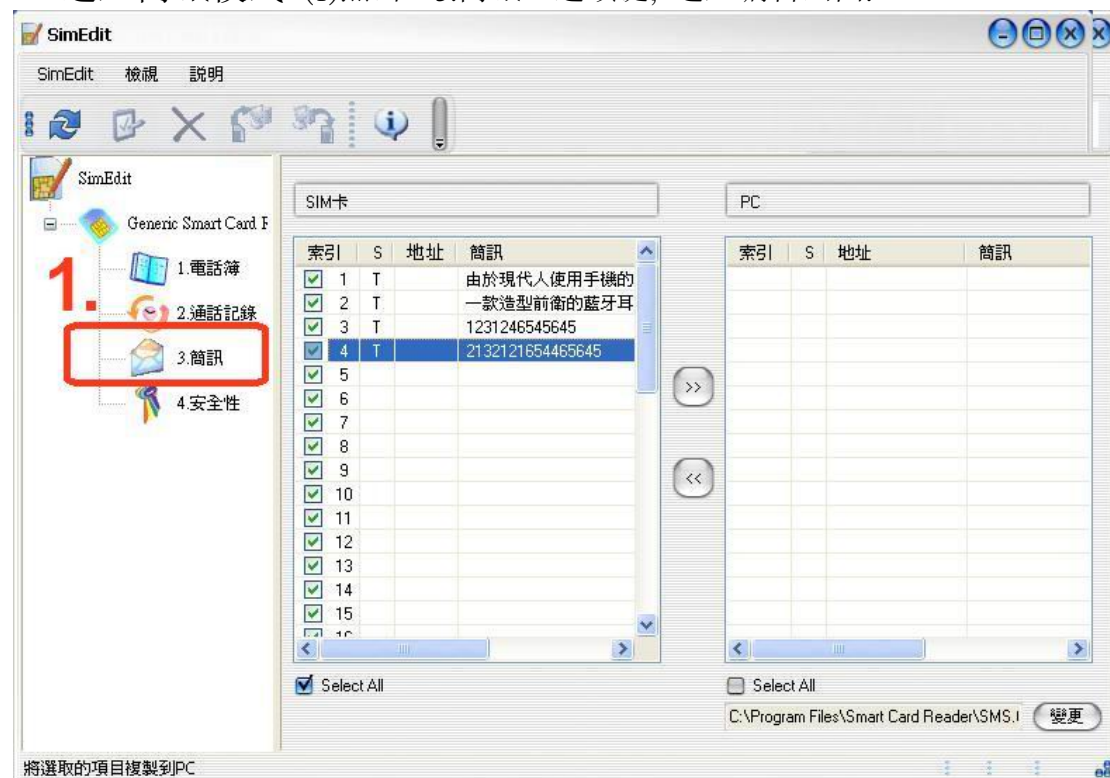 SimEdit
SimEdit 檢視 說明
SimEdit
Generic Smart Card F
1.電話簿
1.
2.通話記錄
3.簡訊
4.安全性
SIM卡
索引 S 地址 簡訊
1 T 由於現代人使用手機的
2 T 一款造型前衛的藍牙耳
3 T 1231246545645
4 T 2132121654465645
5
6
7
8
9
10
11
12
13
14
15
Select All
>>
<<
PC
索引 S 地址 簡訊
Select All
C:\Program Files\Smart Card Reader\SMS. 變更
將選取的項目複製到PC